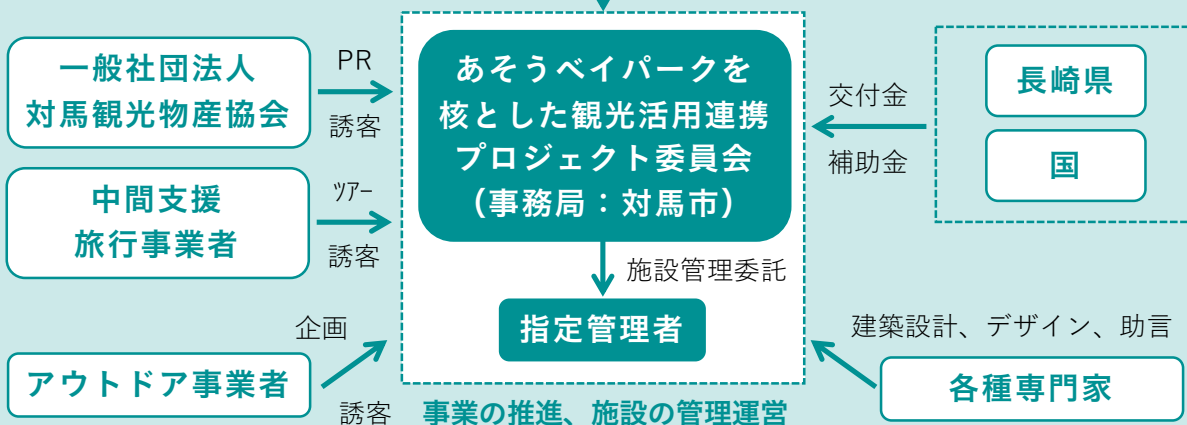 一般社団法人
対馬観光物産協会
PR
誘客
中間支援
旅行事業者
ﾂｱｰ
誘客
アウトドア事業者
企画
誘客
あそうベイパークを
核とした観光活用連携
プロジェクト委員会
（事務局：対馬市）
施設管理委託
指定管理者
事業の推進、施設の管理運営
交付金
補助金
長崎県
国
建築設計、デザイン、助言
各種専門家